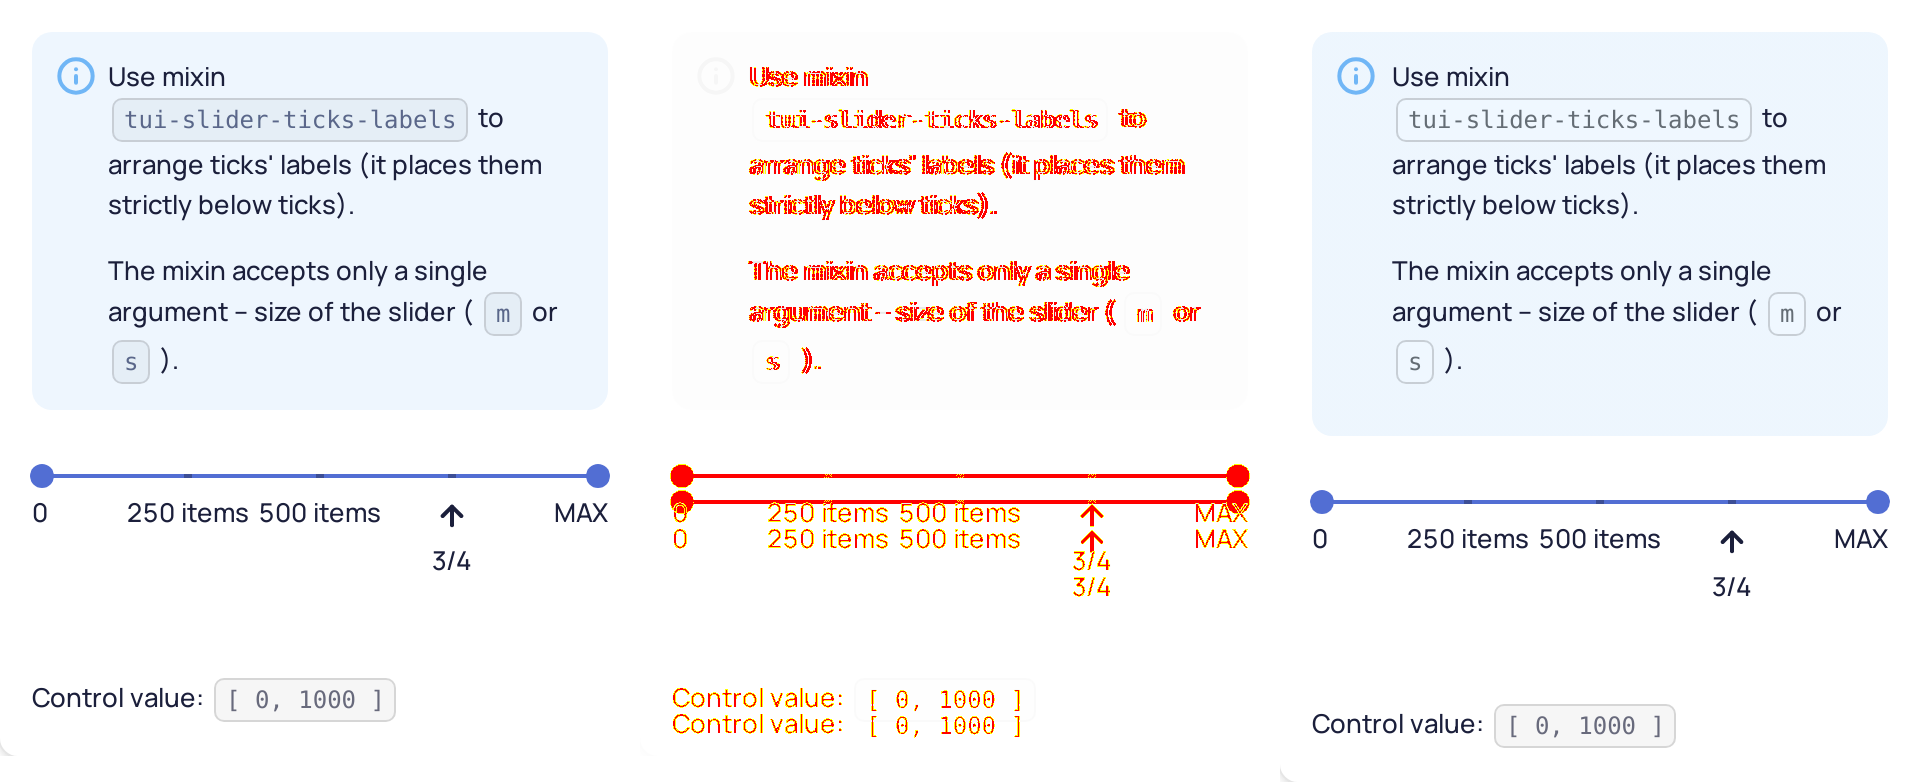 Use mixin
tui-slider-ticks-labels to
arrange ticks' labels (it places them
strictly below ticks).
The mixin accepts only a single
argument – size of the slider ( m or
s ).
0 250 items 500 items MAX
3/4
Control value: [ 0, 1000 ]
Use mixin
tui-slider-ticks-labels to
arrange ticks' labels (it places them
strictly below ticks).
The mixin accepts only a single
argument – size of the slider ( m or
s ).
0 250 items 500 items MAX
0 250 items 500 items MAX
3/4
3/4
Control value: [ 0, 1000 ]
Control value: [ 0, 1000 ]
Use mixin
tui-slider-ticks-labels to
arrange ticks' labels (it places them
strictly below ticks).
The mixin accepts only a single
argument – size of the slider ( m or
s ).
0 250 items 500 items MAX
3/4
Control value: [ 0, 1000 ]